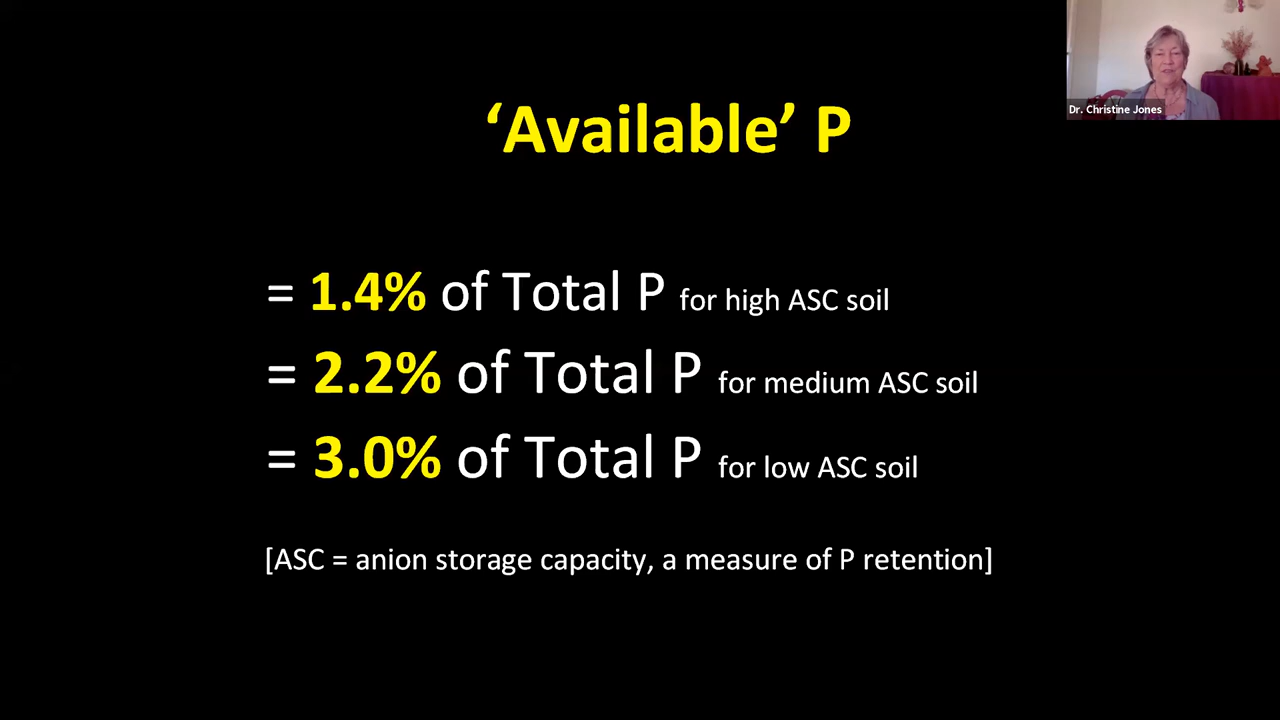 ‘Available’ P
= 1.4% of Total P for high ASC soil
= 2.2% of Total P for medium ASC soil
= 3.0% of Total P for low ASC soil
[ASC = anion storage capacity, a measure of P retention]
Dr. Christine Jones